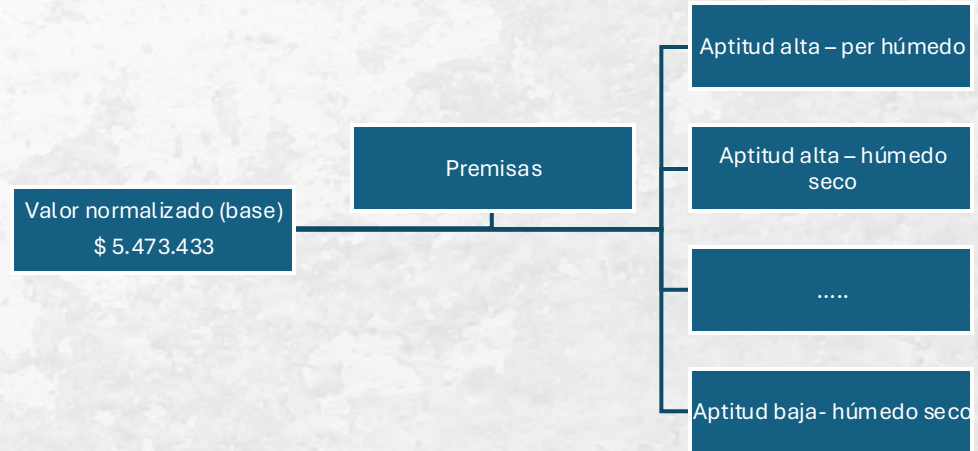 Valor normalizado (base)
$ 5.473.433
Premisas
Aptitud alta – per húmedo
Aptitud alta – húmedo
seco
…..
Aptitud baja- húmedo seco